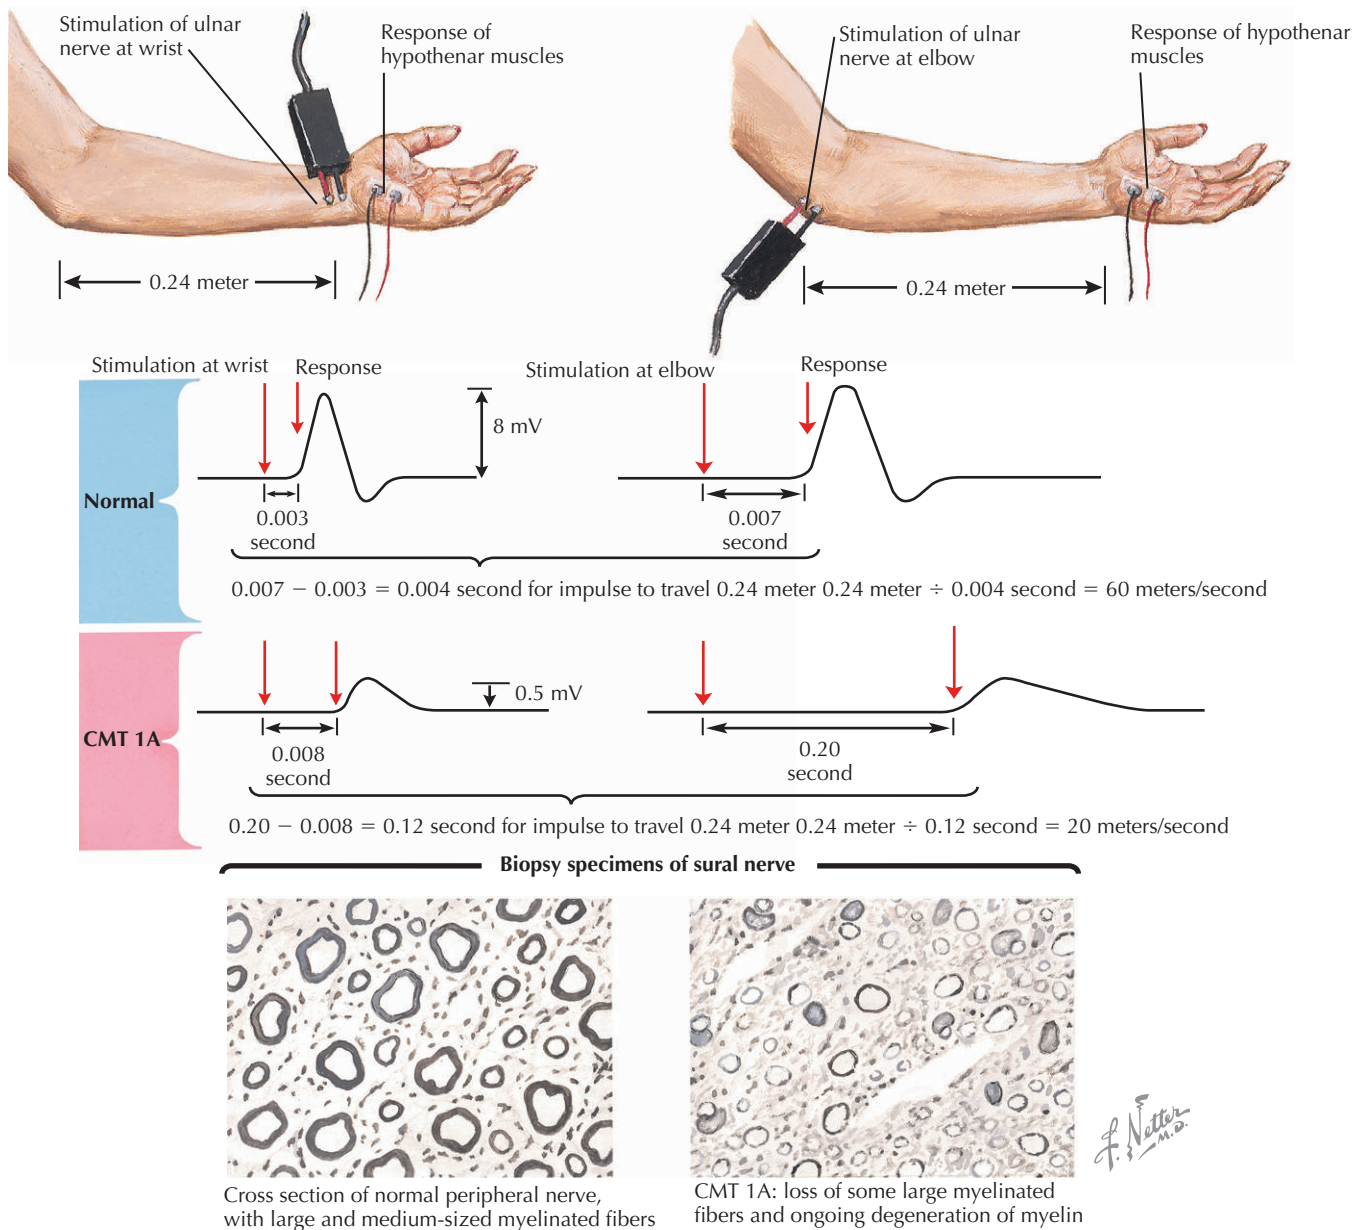 Stimulation of ulnar
nerve at wrist
Response of
hypothenar muscles
Stimulation of ulnar
nerve at elbow
Response of hypothenar
muscles
0.24 meter
0.24 meter
Stimulation at wrist
Response
Stimulation at elbow
Response
8 mV
Normal
0.003
second
0.007
second
0.007 − 0.003 = 0.004 second for impulse to travel 0.24 meter 0.24 meter ÷ 0.004 second = 60 meters/second
0.5 mV
CMT 1A
0.008
second
0.20
second
0.20 − 0.008 = 0.12 second for impulse to travel 0.24 meter 0.24 meter ÷ 0.12 second = 20 meters/second
Biopsy specimens of sural nerve
F. Netter
M.D.
Cross section of normal peripheral nerve,
with large and medium-sized myelinated fibers
CMT 1A: loss of some large myelinated
fibers and ongoing degeneration of myelin